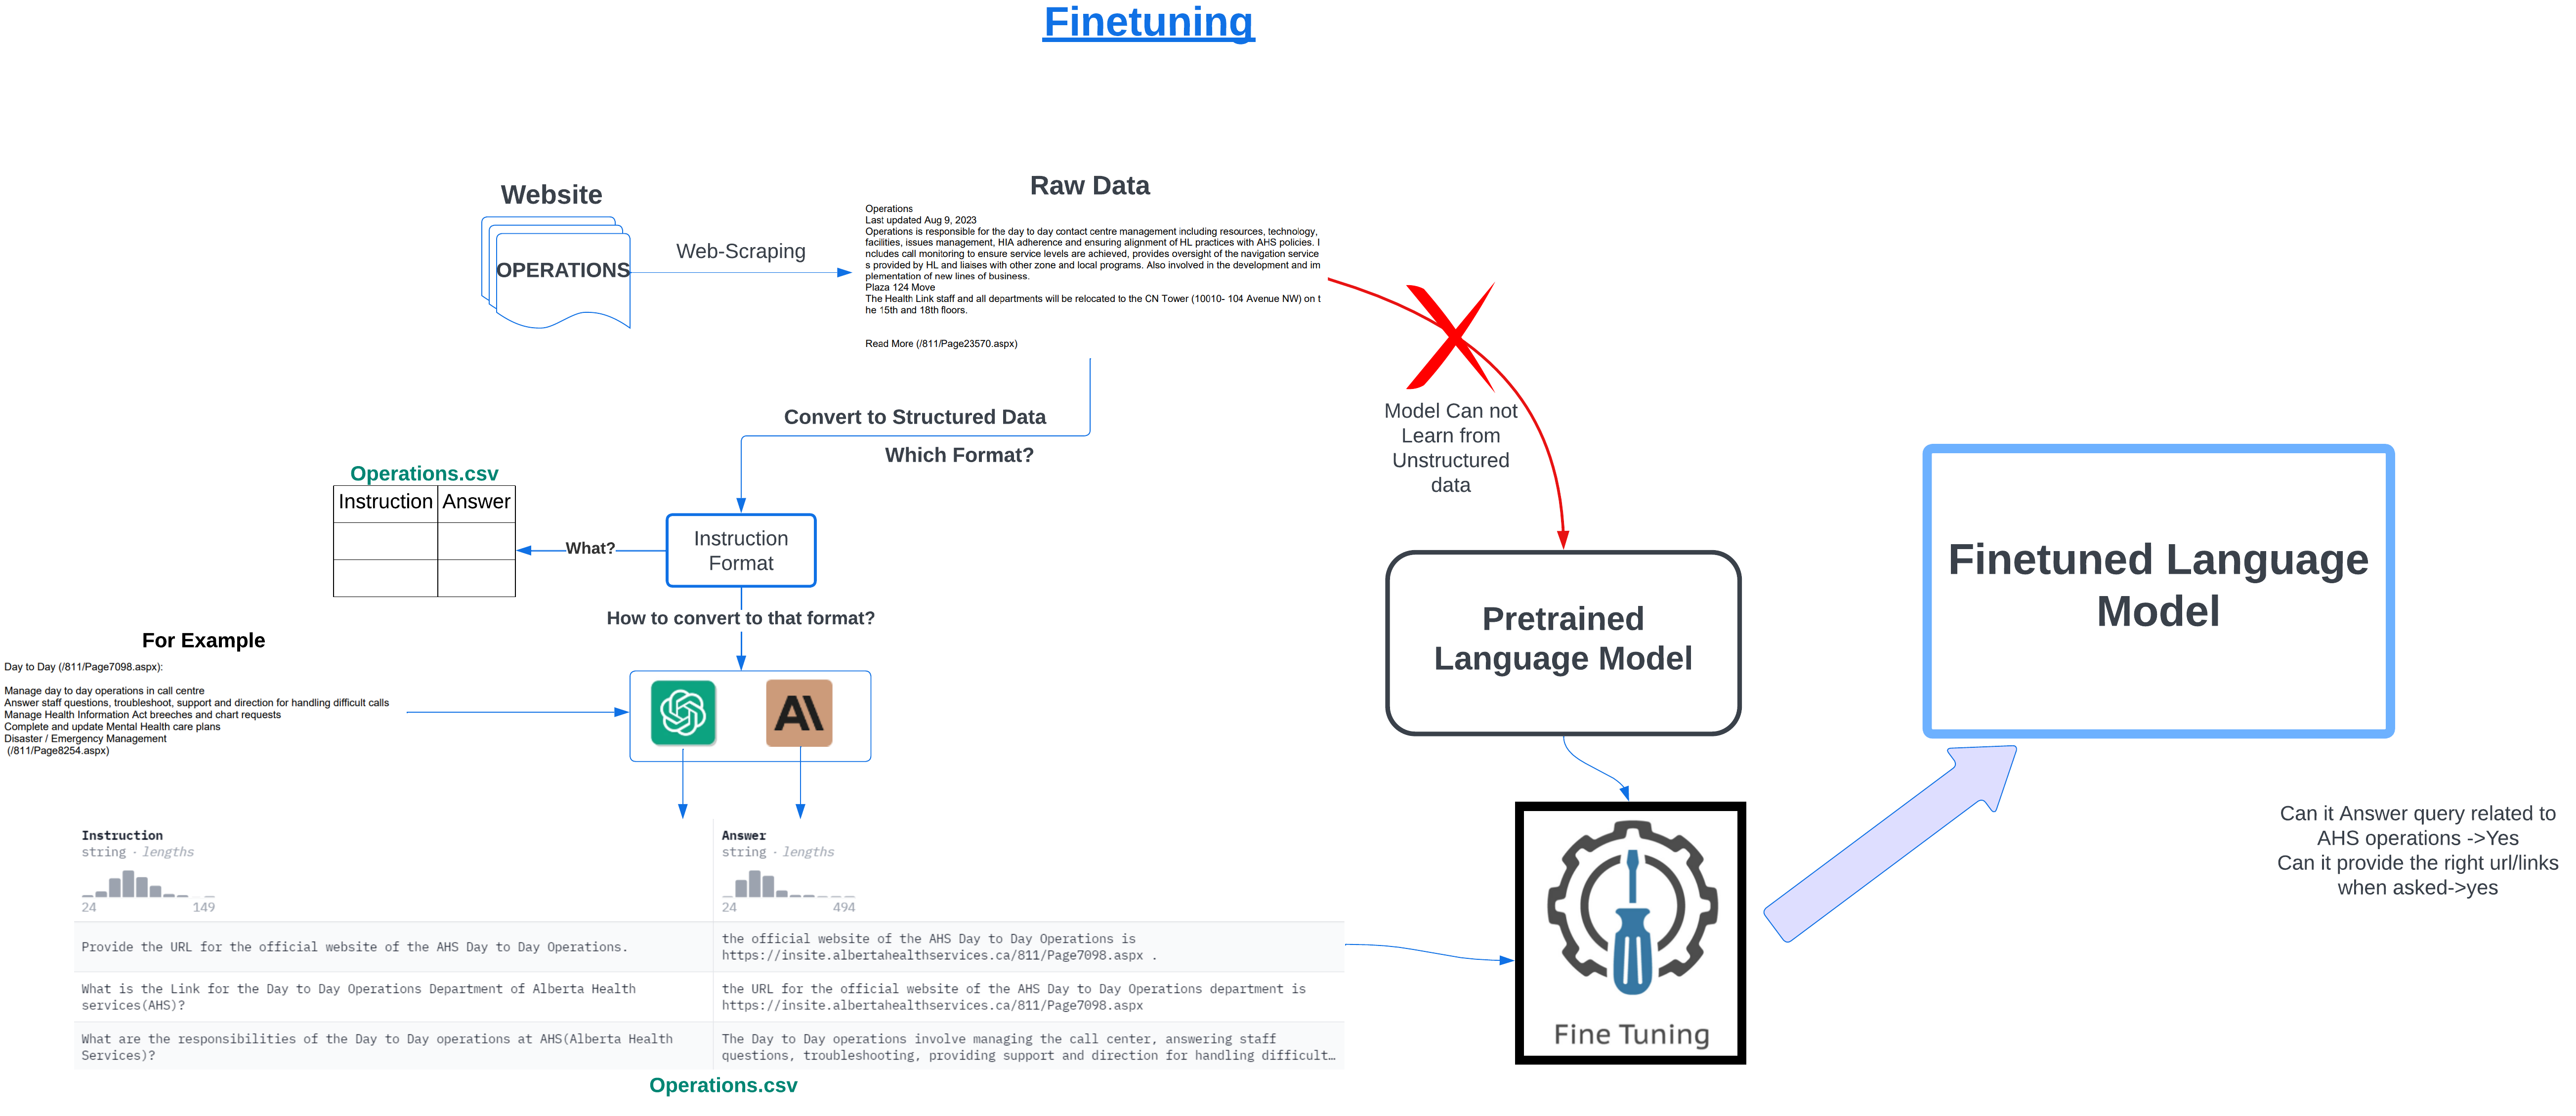 Finetuning
Website
OPERATIONS
Web-Scraping
Raw Data
Operations
Last updated Aug 9, 2023
Operations is responsible for the day to day contact centre management including resources, technology,
facilities, issues management, HIA adherence and ensuring alignment of HL practices with AHS policies. I
ncludes call monitoring to ensure service levels are achieved, provides oversight of the navigation service
s provided by HL and liaises with other zone and local programs. Also involved in the development and im
plementation of new lines of business.
Plaza 124 Move
The Health Link staff and all departments will be relocated to the CN Tower (10010- 104 Avenue NW) on t
he 15th and 18th floors.
Read More (/811/Page23570.aspx)
Model Can not
Learn from
Unstructured
data
Convert to Structured Data
Which Format?
Operations.csv
Instruction Answer
What?
Instruction
Format
How to convert to that format?
For Example
Day to Day (/811/Page7098.aspx):
Manage day to day operations in call centre
Answer staff questions, troubleshoot, support and direction for handling difficult calls
Manage Health Information Act breeches and chart requests
Complete and update Mental Health care plans
Disaster / Emergency Management
(/811/Page8254.aspx)
AI
Instruction
string · lengths
24 149
Answer
string · lengths
24 494
Provide the URL for the official website of the AHS Day to Day Operations.
the official website of the AHS Day to Day Operations is
https://insite.albertahealthservices.ca/811/Page7098.aspx .
What is the Link for the Day to Day Operations Department of Alberta Health
services(AHS)?
the URL for the official website of the AHS Day to Day Operations department is
https://insite.albertahealthservices.ca/811/Page7098.aspx
What are the responsibilities of the Day to Day operations at AHS(Alberta Health
Services)?
The Day to Day operations involve managing the call center, answering staff
questions, troubleshooting, providing support and direction for handling difficult…
Operations.csv
Pretrained
Language Model
Fine Tuning
Finetuned Language
Model
Can it Answer query related to
AHS operations ->Yes
Can it provide the right url/links
when asked->yes